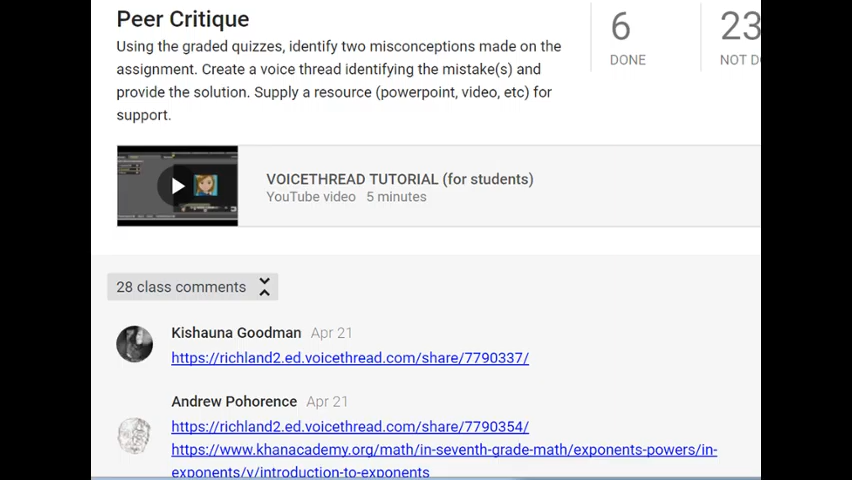 Peer Critique
Using the graded quizzes, identify two misconceptions made on the
assignment. Create a voice thread identifying the mistake(s) and
provide the solution. Supply a resource (powerpoint, video, etc) for
support.
6
DONE
23
NOT D
VOICETHREAD TUTORIAL (for students)
YouTube video 5 minutes
28 class comments
Kishauna Goodman Apr 21
https://richland2.ed.voicethread.com/share/7790337/
Andrew Pohorence Apr 21
https://richland2.ed.voicethread.com/share/7790354/
https://www.khanacademy.org/math/in-seventh-grade-math/exponents-powers/in-
exponents/v/introduction-to-exponents